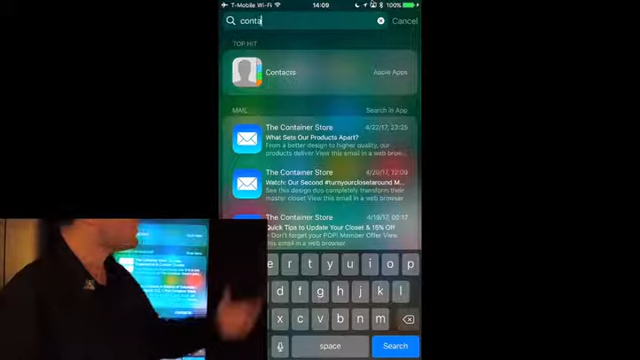 T-Mobile Wi-Fi 14:09 100%
conta Cancel
TOP HIT
Contacts Apple Apps
MAIL Search in App
The Container Store 4/22/17, 23:25
What Sets Our Products Apart?
From a better design to higher quality, our
products deliver View this email in a web brow...
The Container Store 4/20/17, 12:09
Watch: Our Second #turnyourclosetaround M...
See this design duo completely transform their
master closet View this email in a web brow...
The Container Store 4/19/17, 00:17
Quick Tips to Update Your Closet & 15% Off
Don't forget your POP! Member Offer View
this email in a web browser
e r t y u i o p
d f g h j k l
x c v b n m
space Search